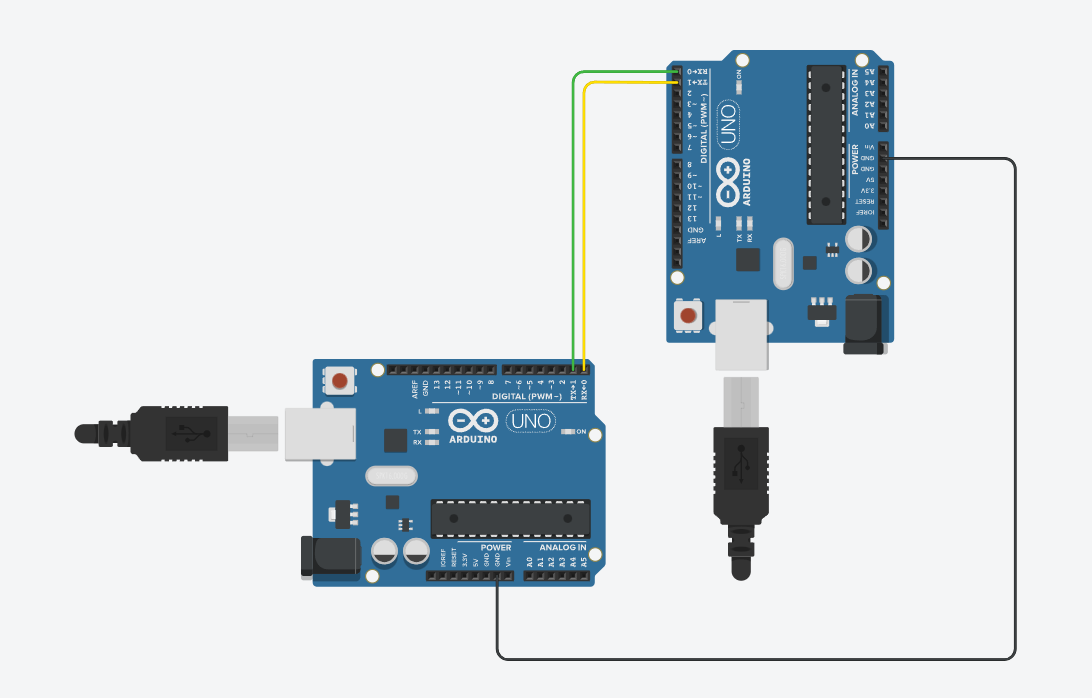 RX←0
TX→1
2
~3
4
~5
~6
7
8
~9
~10
~11
12
13
GND
AREF
DIGITAL (PWM~)
ON
UNO
ARDUINO
L
TX
RX
A5
A4
A3
A2
A1
A0
ANALOG IN
POWER
Vin
GND
GND
5V
3.3V
RESET
IOREF
AREF
GND
13
12
~11
~10
~9
8
7
~6
~5
4
~3
2
TX→1
RX←0
DIGITAL (PWM~)
L
TX
RX
ARDUINO
UNO
ON
POWER
ANALOG IN
IOREF
RESET
3.3V
5V
GND
GND
Vin
A0
A1
A2
A3
A4
A5